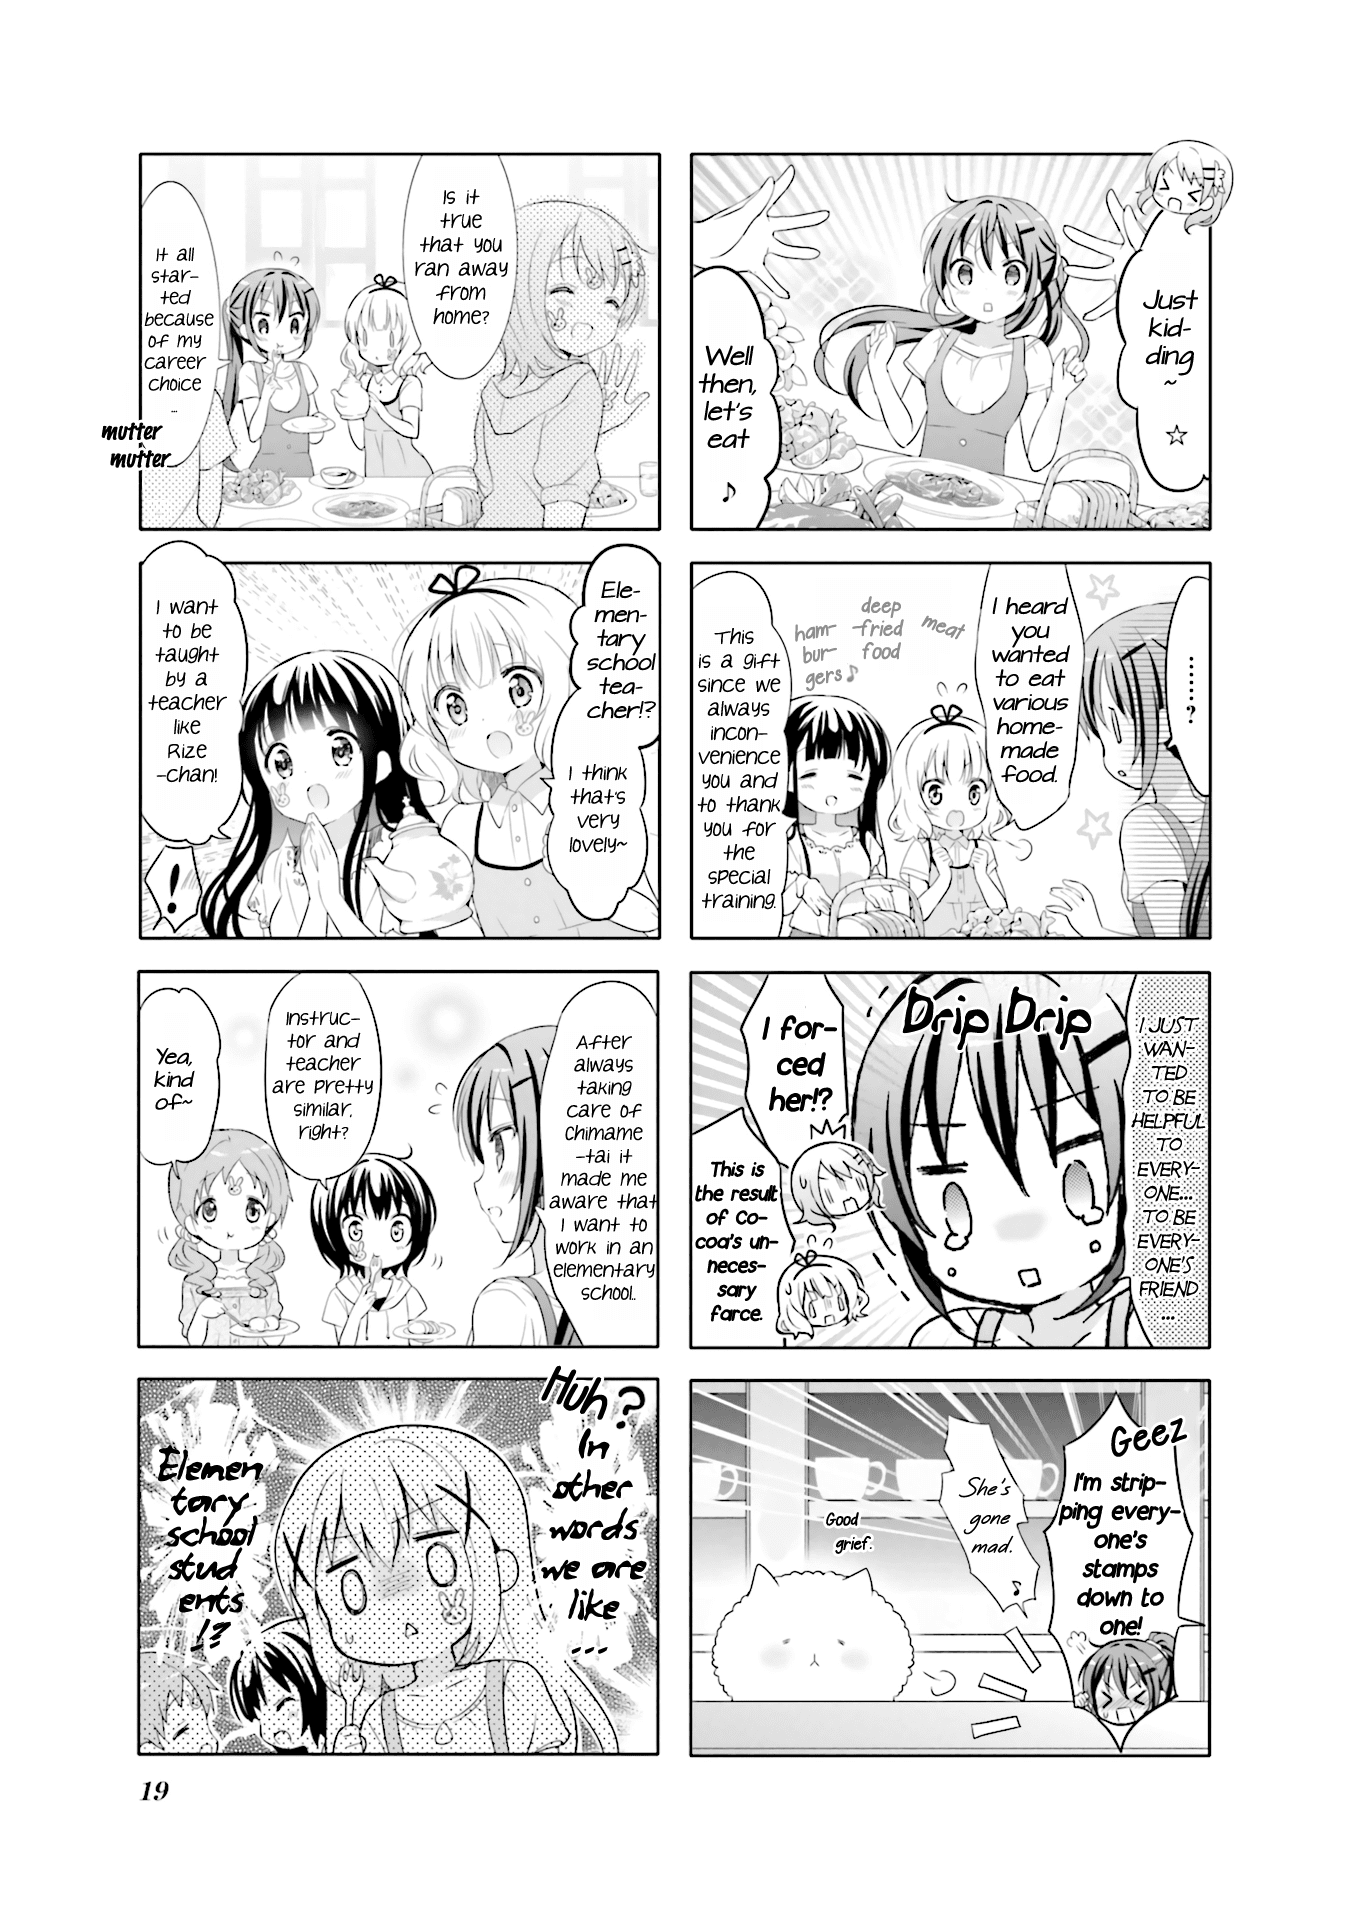 Just
kid-
ding
~
☆
Well
then,
let's
eat
♪
.........?
I heard
you
wanted
to eat
various
home-
made
food.
meat
deep
-fried
food
ham-
bur-
gers♪
This
is a gift
since we
always
incon-
venience
you and
to thank
you for
the
special
training.
I JUST
WAN-
TED
TO BE
HELPFUL
TO
EVERY-
ONE...
TO BE
EVERY-
ONE'S
FRIEND
...
Drip Drip
I for-
ced
her!?
This is
the result
of Co-
coa's un-
neces-
sary
farce.
Geez
I'm strip-
ping every-
one's
stamps
down to
one!
She's
gone
mad.
♪
Good
grief.
Is it
true
that you
ran away
from
home?
It all
star-
ted
because
of my
career
choice
...
mutter
mutter
Ele-
men-
tary
school
tea-
cher!?
I think
that's
very
lovely~
I want
to be
taught
by a
teacher
like
Rize
-chan!
!
After
always
taking
care of
Chimame
-tai it
made me
aware that
I want to
work in an
elementary
school..
Instruc-
tor and
teacher
are pretty
similar,
right?
Yea,
kind
of~
Huh?
In
other
words
we are
like
...
Elemen
tary
school
stud
ents
!?
19